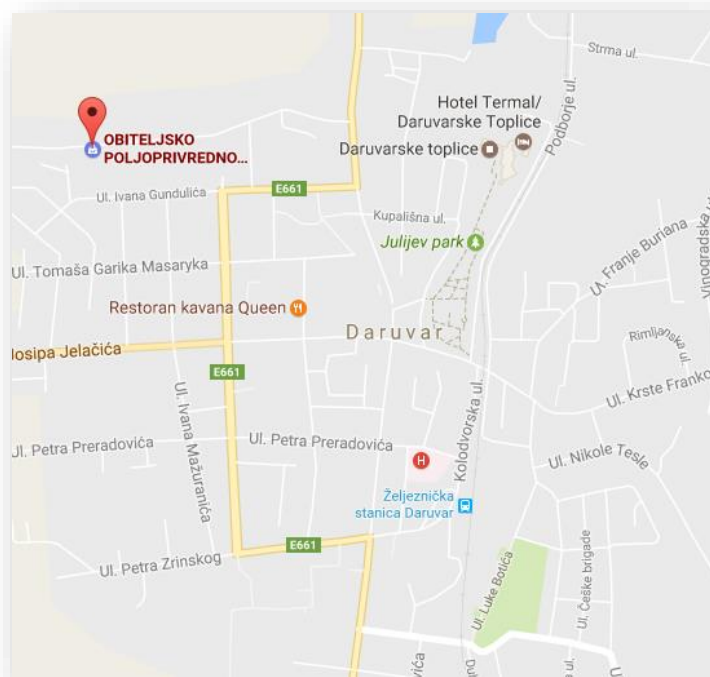 Strma ul.
Hotel Termal/
Daruvarske Toplice
Podborje ul.
OBITELJSKO
POLJOPRIVREDNO...
Daruvarske toplice
Ul. Ivana Gundulića
E661
Kupališna ul.
Julijev park
Ul. Franje Buriana
Vinogradska
Ul. Tomaša Garika Masaryka
Restoran kavana Queen
Daruvar
Rimljanska ul.
Josipa Jelačića
E661
Ul. Ivana Mažuranića
Kolodvorska ul.
Ul. Krste Franko
Ul. Petra Preradovića
Ul. Petra Preradovića
H
Ul. Nikole Tesle
Željeznička
stanica Daruvar
E661
Ul. Petra Zrinskog
Ul. Luke Botića
Ul. Češke brigade